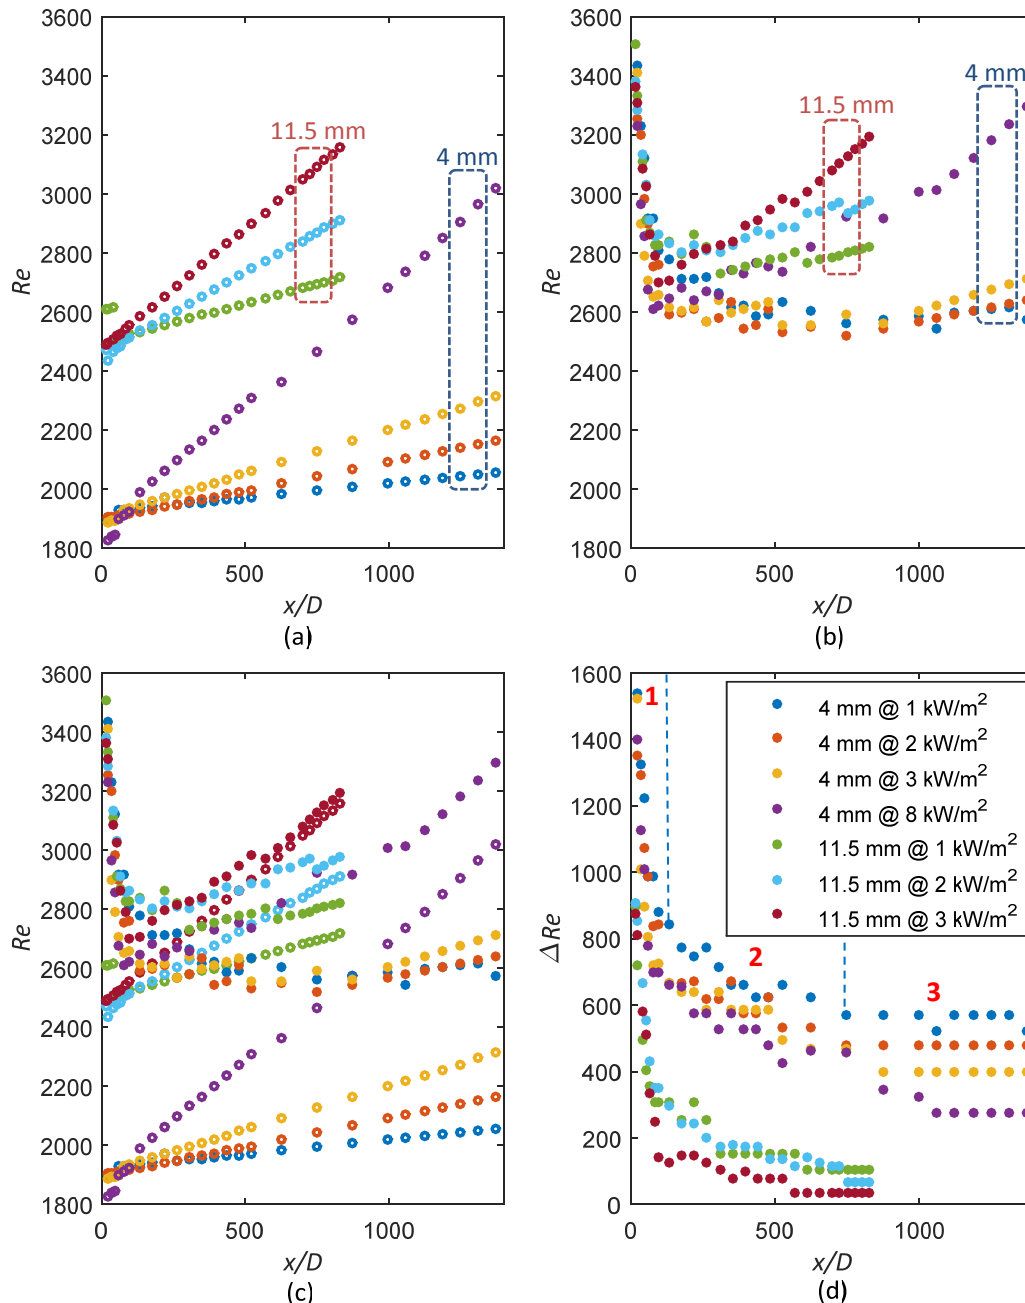 3600
3400
3200
3000
2800
2600
2400
2200
2000
1800
Re
0
500
1000
x/D
(a)
11.5 mm
4 mm
3600
3400
3200
3000
2800
2600
2400
2200
2000
1800
Re
0
500
1000
x/D
(b)
11.5 mm
4 mm
3600
3400
3200
3000
2800
2600
2400
2200
2000
1800
Re
0
500
1000
x/D
(c)
1600
1400
1200
1000
800
600
400
200
0
ΔRe
0
500
1000
x/D
(d)
1
2
3
4 mm @ 1 kW/m²
4 mm @ 2 kW/m²
4 mm @ 3 kW/m²
4 mm @ 8 kW/m²
11.5 mm @ 1 kW/m²
11.5 mm @ 2 kW/m²
11.5 mm @ 3 kW/m²